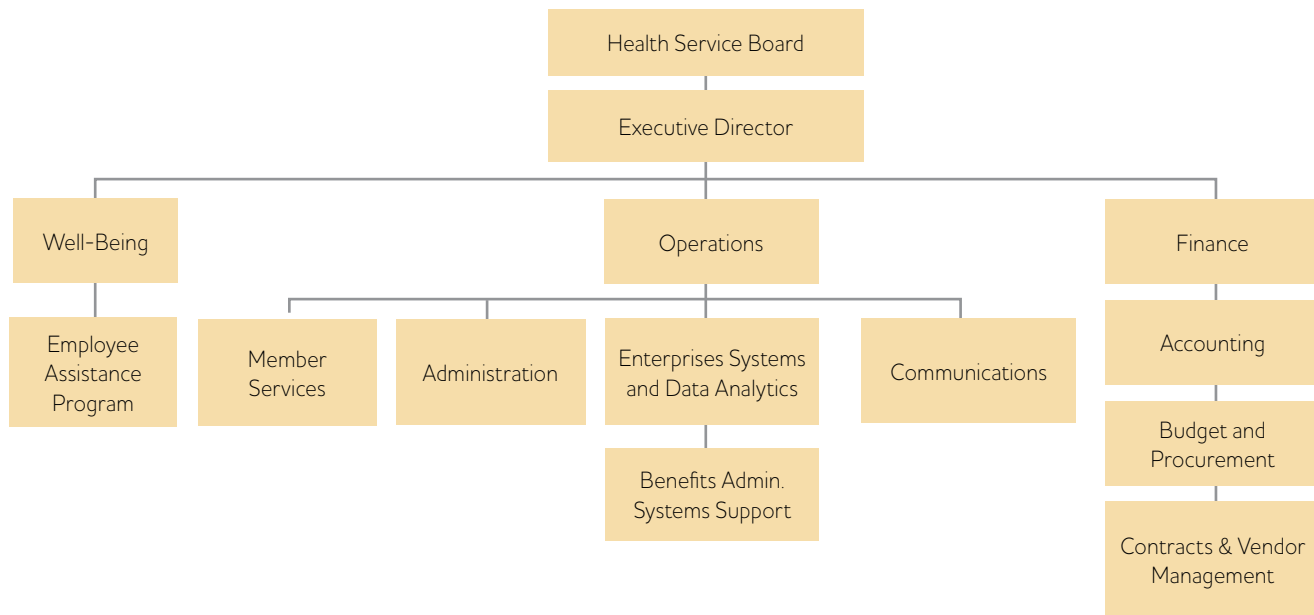 Health Service Board
Executive Director
Well-Being
Operations
Finance
Employee
Assistance
Program
Member
Services
Administration
Enterprises Systems
and Data Analytics
Communications
Accounting
Benefits Admin.
Systems Support
Budget and
Procurement
Contracts & Vendor
Management